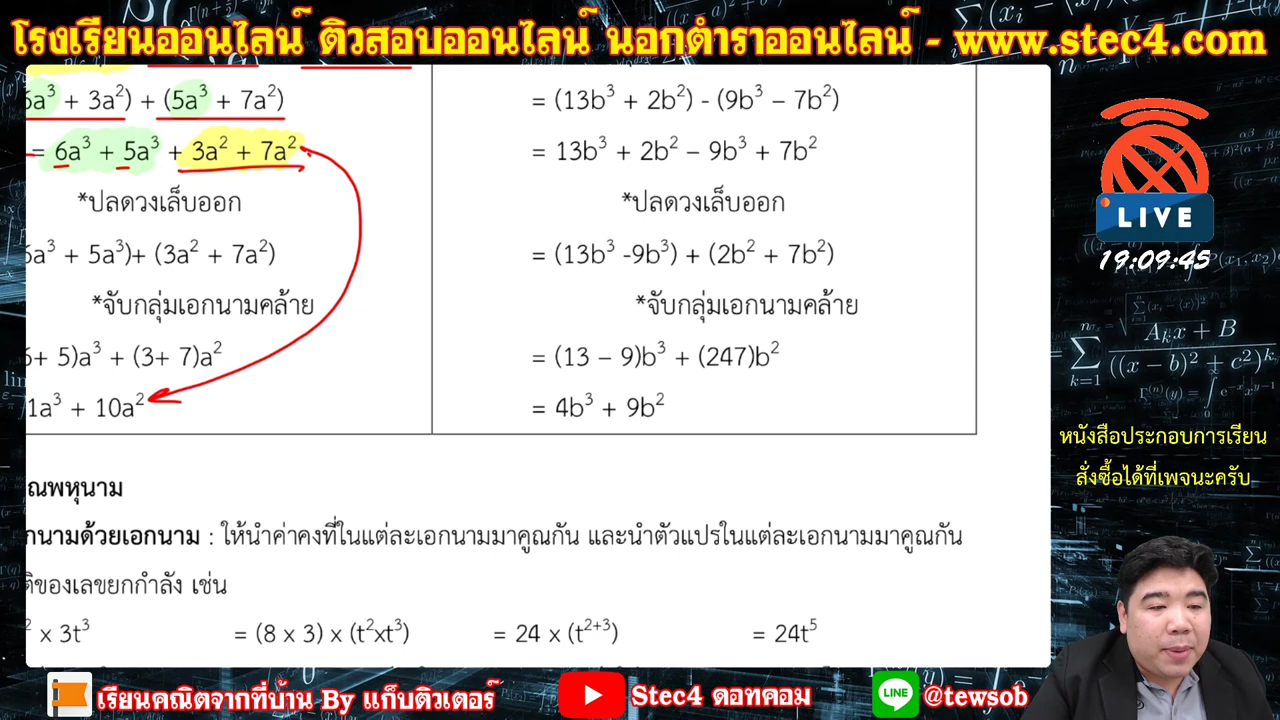 โรงเรียนออนไลน์ ติวสอบออนไลน์ นอกตำราออนไลน์ - www.stec4.com
6a³ + 3a²) + (5a³ + 7a²)
= 6a³ + 5a³ + 3a² + 7a²
*ปลดวงเล็บออก
6a³ + 5a³)+ (3a² + 7a²)
*จับกลุ่มเอกนามคล้าย
6+ 5)a³ + (3+ 7)a²
1a³ + 10a²
= (13b³ + 2b²) - (9b³ – 7b²)
= 13b³ + 2b² – 9b³ + 7b²
*ปลดวงเล็บออก
= (13b³ -9b³) + (2b² + 7b²)
*จับกลุ่มเอกนามคล้าย
= (13 – 9)b³ + (247)b²
= 4b³ + 9b²
ณพหุนาม
กนามด้วยเอกนาม : ให้นำค่าคงที่ในแต่ละเอกนามมาคูณกัน และนำตัวแปรในแต่ละเอกนามมาคูณกัน
ติของเลขยกกำลัง เช่น
² x 3t³ = (8 x 3) x (t²xt³) = 24 x (t²⁺³) = 24t⁵
LIVE
19:09:45
หนังสือประกอบการเรียน
สั่งซื้อได้ที่เพจนะครับ
เรียนคณิตจากที่บ้าน By แก็บติวเตอร์
Stec4 ดอทคอม
LINE
@tewsob